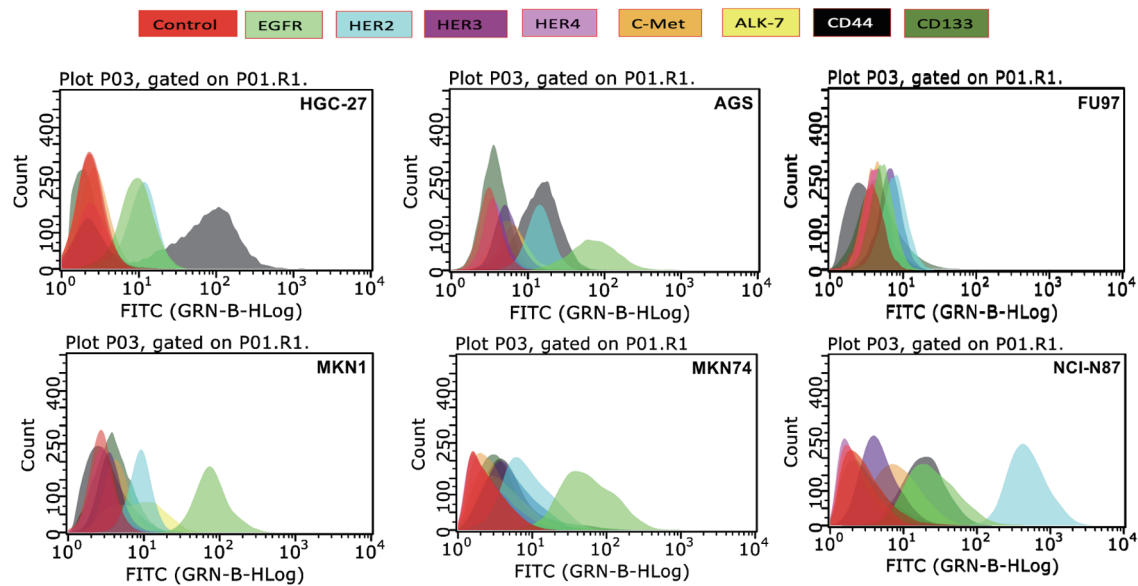 Control EGFR HER2 HER3 HER4 C-Met ALK-7 CD44 CD133
Plot P03, gated on P01.R1.
HGC-27
Count
0 100 250 400
10^0 10^1 10^2 10^3 10^4
FITC (GRN-B-HLog)
Plot P03, gated on P01.R1.
AGS
Count
0 100 250 400
10^0 10^1 10^2 10^3 10^4
FITC (GRN-B-HLog)
Plot P03, gated on P01.R1.
FU97
Count
0 100 250 400
10^0 10^1 10^2 10^3 10^4
FITC (GRN-B-HLog)
Plot P03, gated on P01.R1.
MKN1
Count
0 100 250 400
10^0 10^1 10^2 10^3 10^4
FITC (GRN-B-HLog)
Plot P03, gated on P01.R1
MKN74
Count
0 100 250 400
10^0 10^1 10^2 10^3 10^4
FITC (GRN-B-HLog)
Plot P03, gated on P01.R1.
NCI-N87
Count
0 100 250 400
10^0 10^1 10^2 10^3 10^4
FITC (GRN-B-HLog)